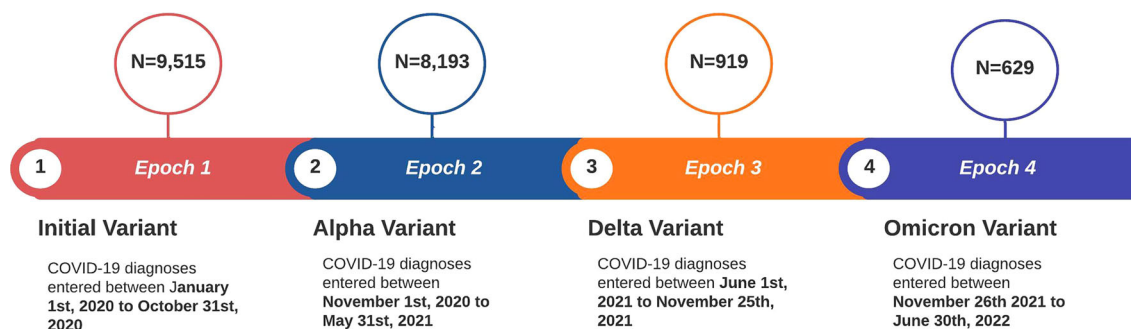 N=9,515
N=8,193
N=919
N=629
1
Epoch 1
2
Epoch 2
3
Epoch 3
4
Epoch 4
Initial Variant
COVID-19 diagnoses
entered between January
1st, 2020 to October 31st,
2020
Alpha Variant
COVID-19 diagnoses
entered between
November 1st, 2020 to
May 31st, 2021
Delta Variant
COVID-19 diagnoses
entered between June 1st,
2021 to November 25th,
2021
Omicron Variant
COVID-19 diagnoses
entered between
November 26th 2021 to
June 30th, 2022